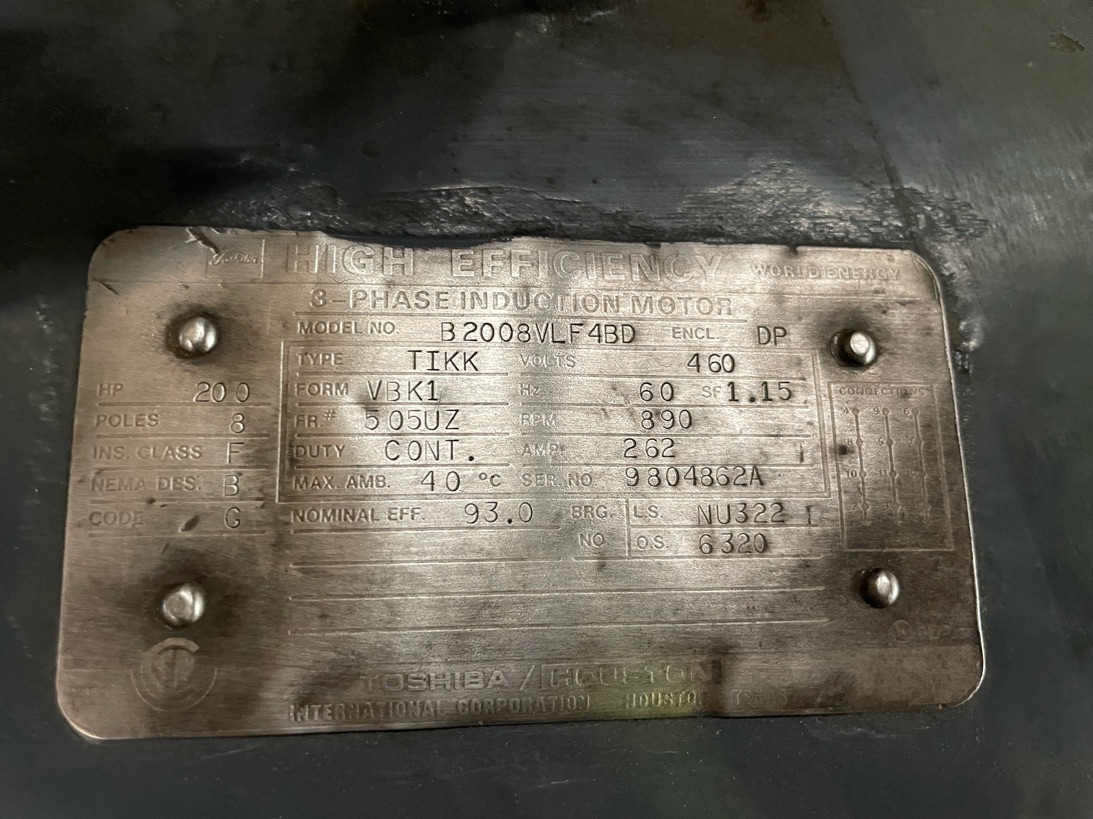 HIGH EFFICIENCY WORLD ENERGY
3-PHASE INDUCTION MOTOR
MODEL NO. B2008VLF4BD ENCL. DP
TYPE TIKK VOLTS 460
HP 200 FORM VBK1 Hz 60 SF 1.15
POLES 8 FR.# 505UZ RPM 890
INS. CLASS F DUTY CONT. AMP. 262
NEMA DES. B MAX. AMB. 40 °C SER. NO. 9804862A
CODE G NOMINAL EFF. 93.0 BRG. L.S. NU322
NO. O.S. 6320
CONNECTIONS
TOSHIBA / HOUSTON
INTERNATIONAL CORPORATION HOUSTON, TEXAS